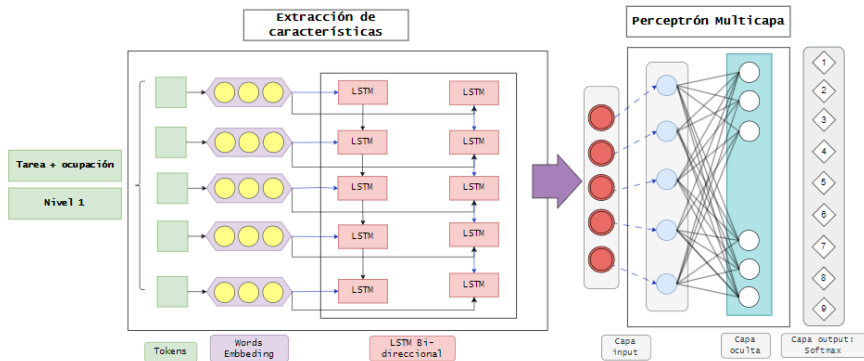 Extracción de
características
Perceptrón Multicapa
Tarea + ocupación
Nivel 1
LSTM
LSTM
LSTM
LSTM
LSTM
LSTM
LSTM
LSTM
LSTM
LSTM
1
2
3
4
5
6
7
8
9
Tokens
Words
Embbeding
LSTM Bi-
direccional
Capa
input
Capa
oculta
Capa output:
Softmax